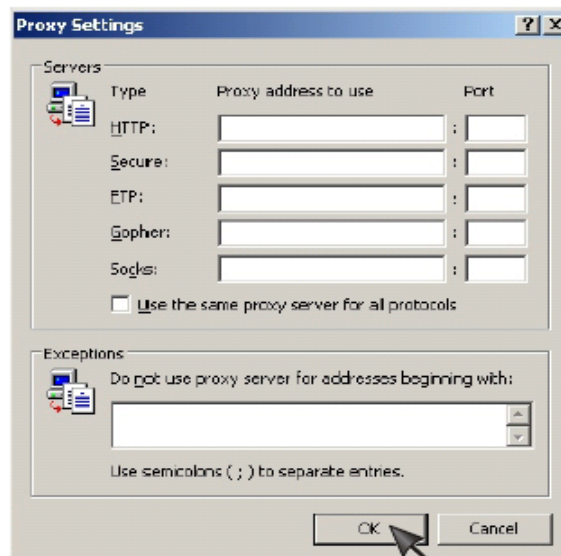 Proxy Settings
Servers
Type Proxy address to use Port
HTTP: :
Secure: :
FTP: :
Gopher: :
Socks: :
Use the same proxy server for all protocols
Exceptions
Do not use proxy server for addresses beginning with:
Use semicolons ( ; ) to separate entries.
OK Cancel